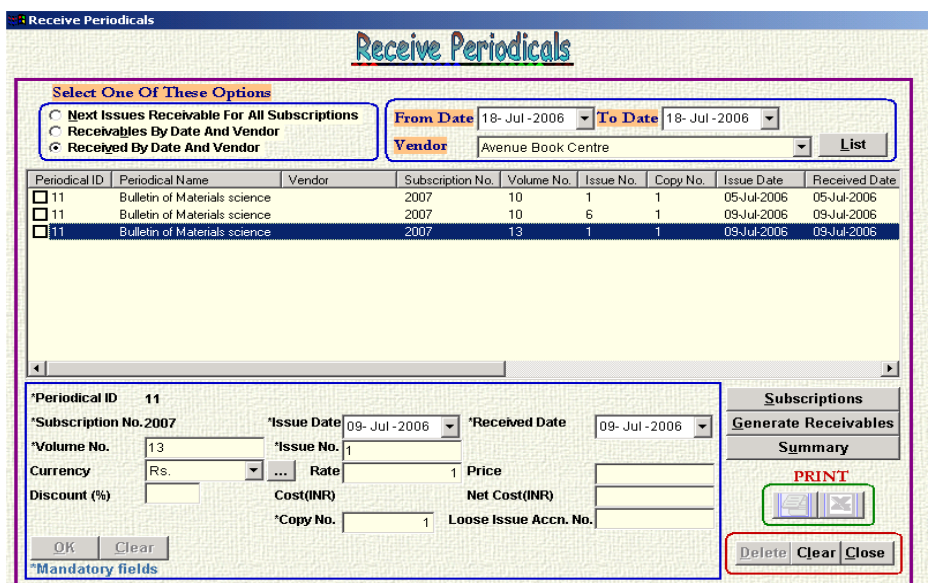 Receive Periodicals
Receive Periodicals
Select One Of These Options
Next Issues Receivable For All Subscriptions
Receivables By Date And Vendor
Received By Date And Vendor
From Date 18- Jul -2006 To Date 18- Jul -2006
Vendor Avenue Book Centre List
Periodical ID Periodical Name Vendor Subscription No. Volume No. Issue No. Copy No. Issue Date Received Date
11 Bulletin of Materials science 2007 10 1 1 05-Jul-2006 05-Jul-2006
11 Bulletin of Materials science 2007 10 6 1 09-Jul-2006 09-Jul-2006
11 Bulletin of Materials science 2007 13 1 1 09-Jul-2006 09-Jul-2006
*Periodical ID 11
*Subscription No. 2007 *Issue Date 09- Jul -2006 *Received Date 09- Jul -2006
*Volume No. 13 *Issue No. 1
Currency Rs. ... Rate 1 Price
Discount (%) Cost(INR) Net Cost(INR)
*Copy No. 1 Loose Issue Accn. No.
OK Clear
*Mandatory fields
Subscriptions
Generate Receivables
Summary
PRINT
Delete Clear Close